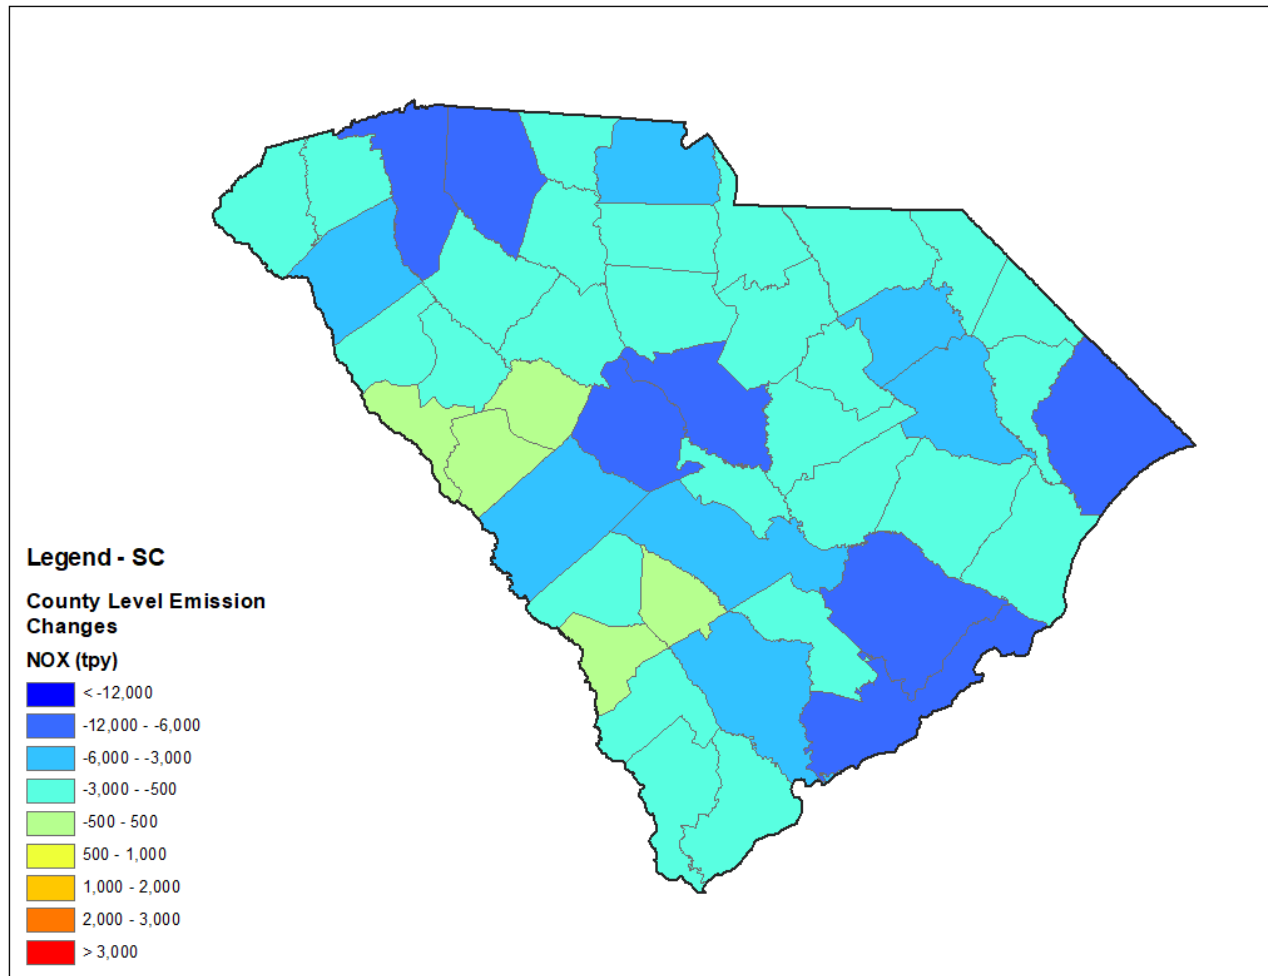 Legend - SC
County Level Emission
Changes
NOX (tpy)
< -12,000
-12,000 - -6,000
-6,000 - -3,000
-3,000 - -500
-500 - 500
500 - 1,000
1,000 - 2,000
2,000 - 3,000
> 3,000